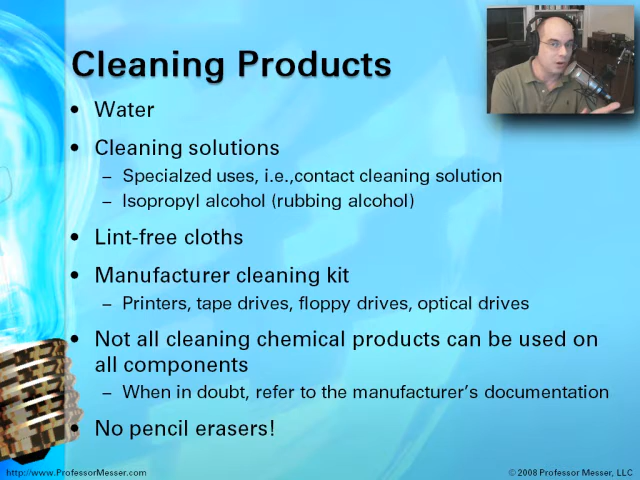 Cleaning Products
• Water
• Cleaning solutions
– Specialzed uses, i.e.,contact cleaning solution
– Isopropyl alcohol (rubbing alcohol)
• Lint-free cloths
• Manufacturer cleaning kit
– Printers, tape drives, floppy drives, optical drives
• Not all cleaning chemical products can be used on
all components
– When in doubt, refer to the manufacturer's documentation
• No pencil erasers!
http://www.ProfessorMesser.com
© 2008 Professor Messer, LLC